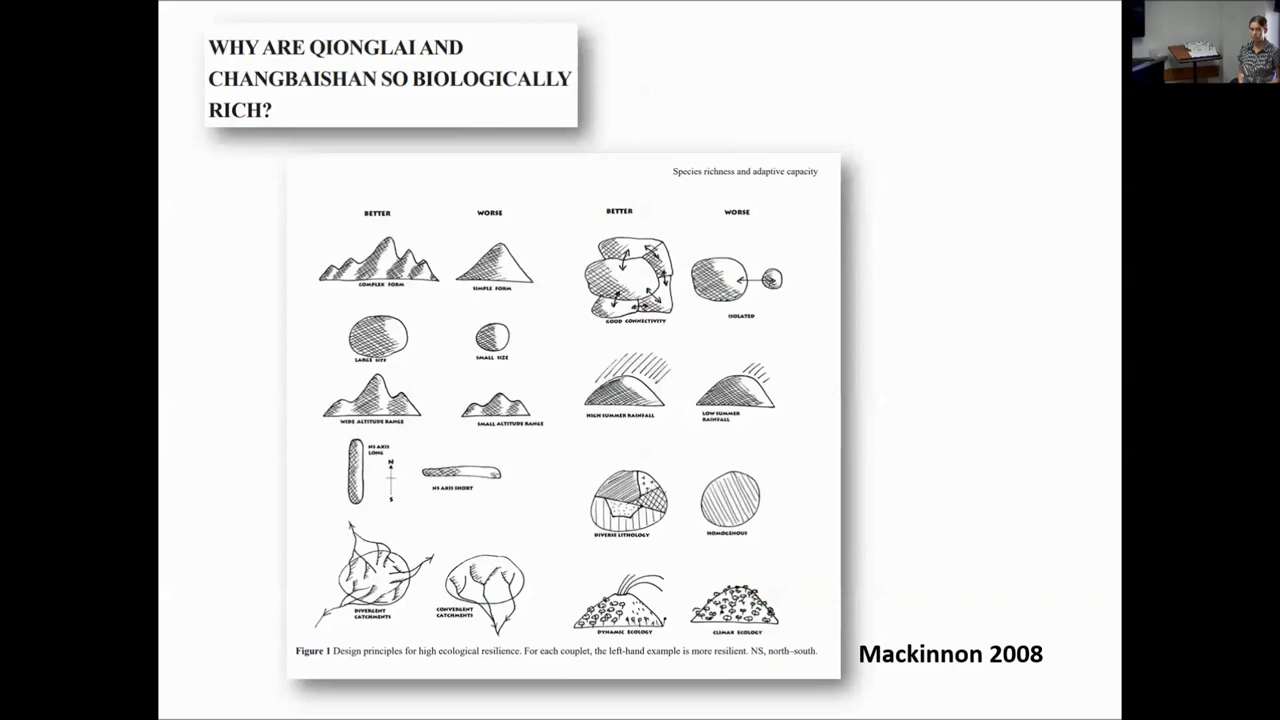 WHY ARE QIONGLAI AND
CHANGBAISHAN SO BIOLOGICALLY
RICH?
Species richness and adaptive capacity
BETTER
WORSE
COMPLEX FORM
SIMPLE FORM
LARGE SIZE
SMALL SIZE
WIDE ALTITUDE RANGE
SMALL ALTITUDE RANGE
NS AXIS
LONG
N
S
NS AXIS SHORT
DIVERGENT
CATCHMENTS
CONVERGENT
CATCHMENTS
BETTER
WORSE
GOOD CONNECTIVITY
ISOLATED
HIGH SUMMER RAINFALL
LOW SUMMER
RAINFALL
DIVERSE LITHOLOGY
HOMOGENOUS
DYNAMIC ECOLOGY
CLIMAX ECOLOGY
Figure 1 Design principles for high ecological resilience. For each couplet, the left-hand example is more resilient. NS, north–south.
Mackinnon 2008